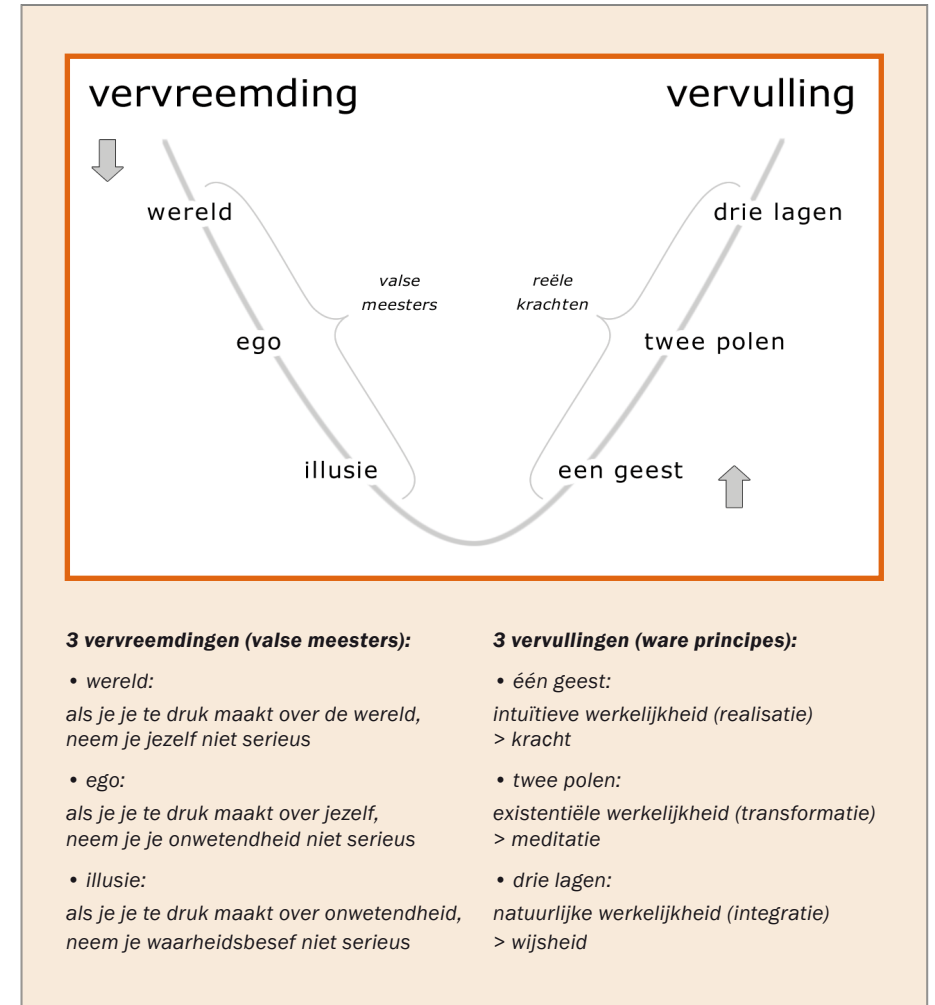 vervreemding
vervulling
wereld
drie lagen
valse
meesters
reële
krachten
ego
twee polen
illusie
een geest
3 vervreemdingen (valse meesters):
• wereld:
als je je te druk maakt over de wereld,
neem je jezelf niet serieus
• ego:
als je je te druk maakt over jezelf,
neem je je onwetendheid niet serieus
• illusie:
als je je te druk maakt over onwetendheid,
neem je waarheidsbesef niet serieus
3 vervullingen (ware principes):
• één geest:
intuïtieve werkelijkheid (realisatie)
> kracht
• twee polen:
existentiële werkelijkheid (transformatie)
> meditatie
• drie lagen:
natuurlijke werkelijkheid (integratie)
> wijsheid